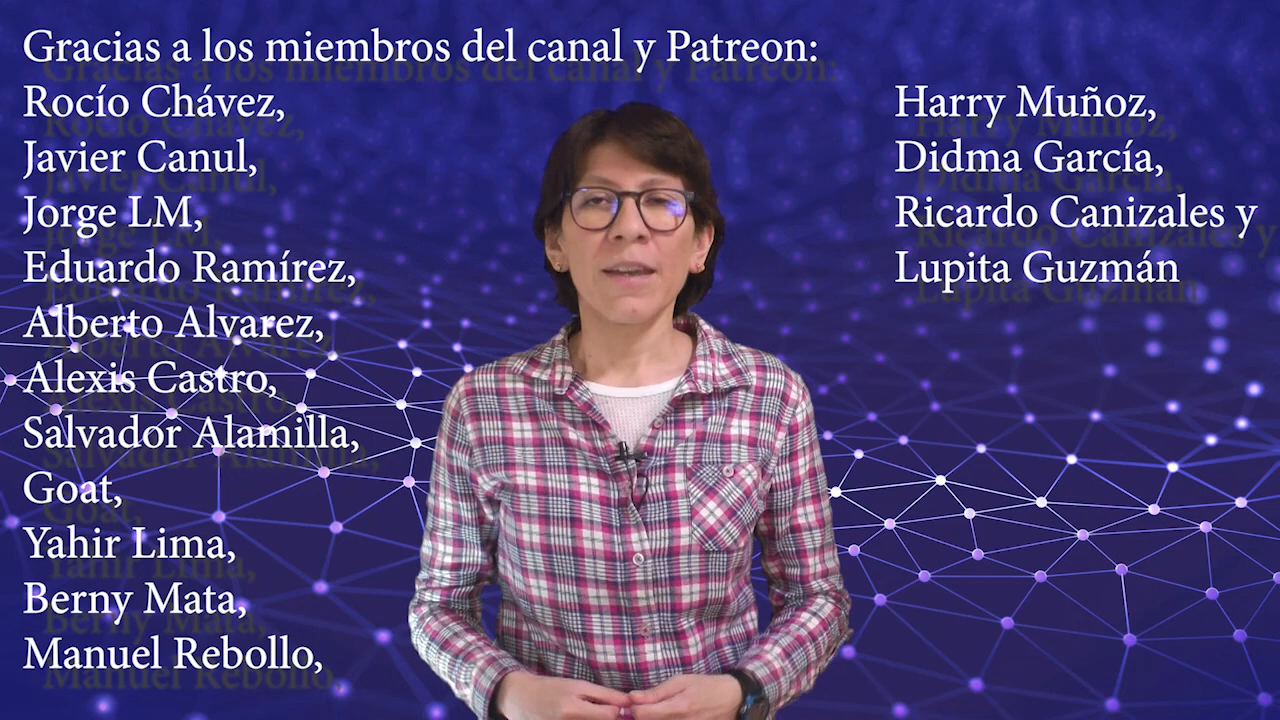 Gracias a los miembros del canal y Patreon:
Rocío Chávez,
Javier Canul,
Jorge LM,
Eduardo Ramírez,
Alberto Alvarez,
Alexis Castro,
Salvador Alamilla,
Goat,
Yahir Lima,
Berny Mata,
Manuel Rebollo,
Harry Muñoz,
Didma García,
Ricardo Canizales y
Lupita Guzmán